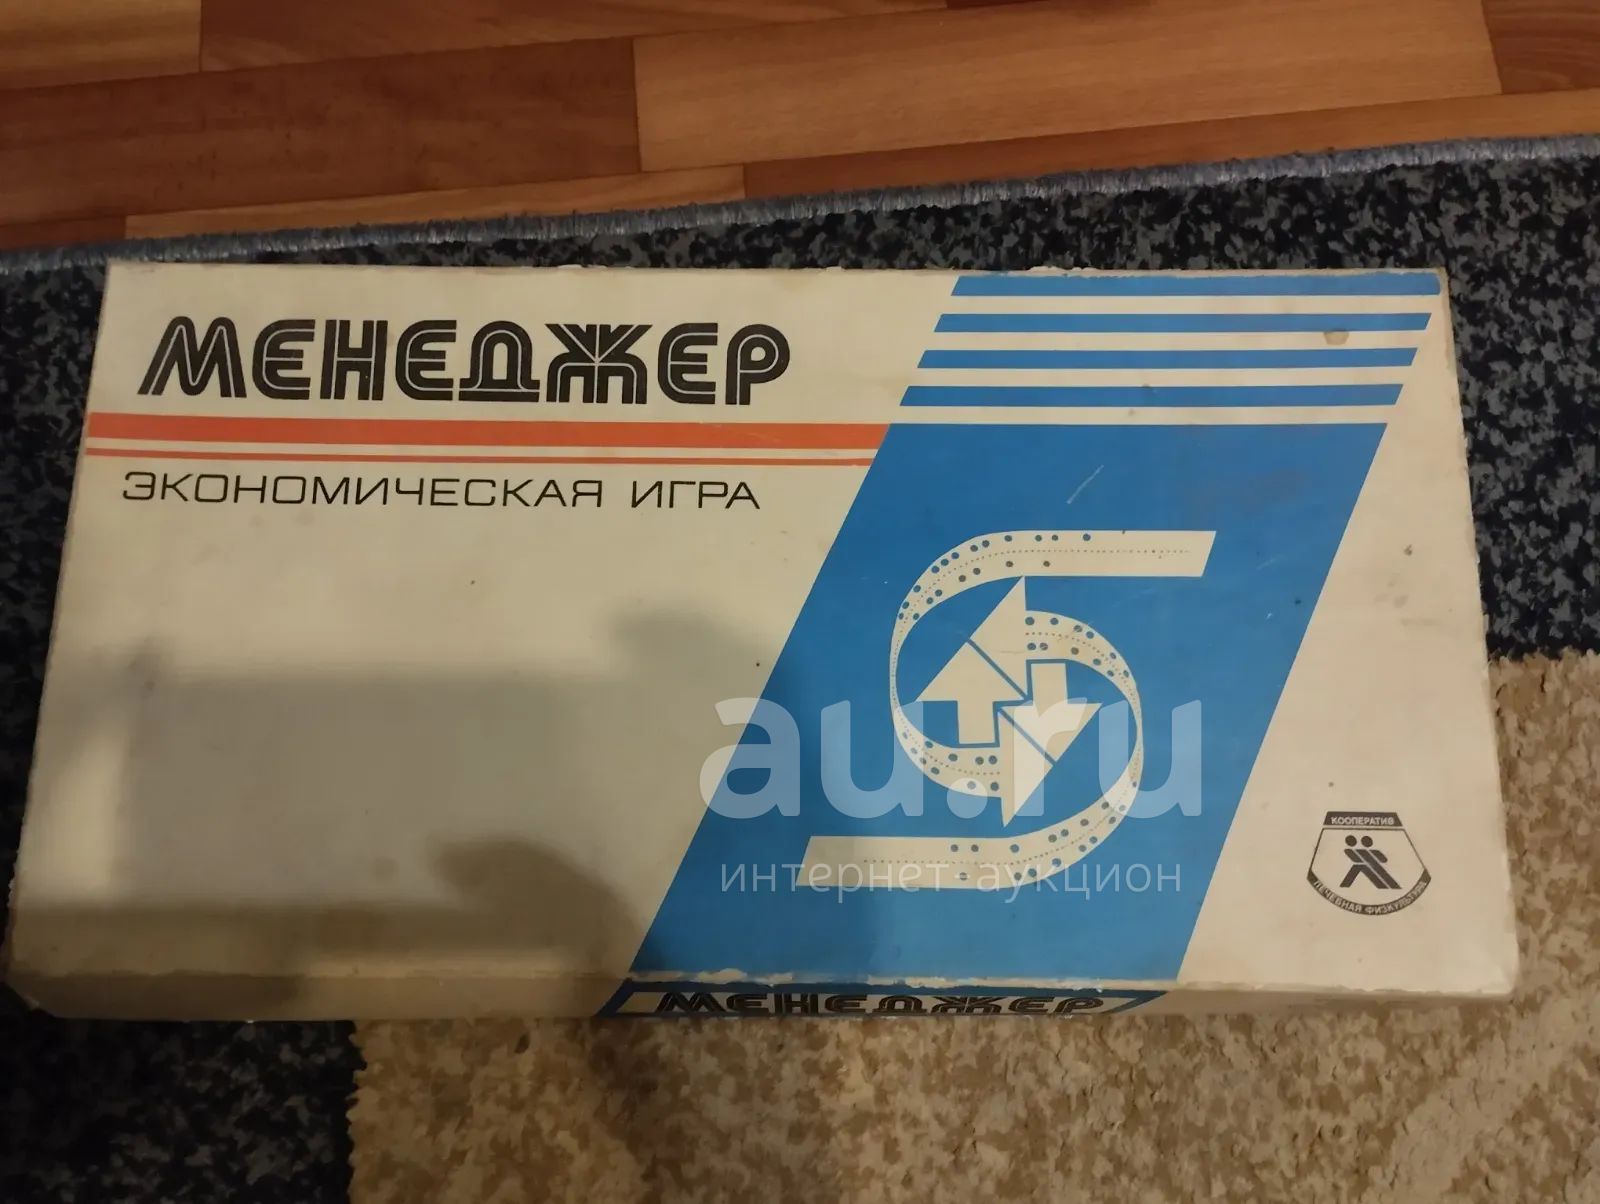 МЕНЕДЖЕР
ЭКОНОМИЧЕСКАЯ ИГРА
au.ru
интернет-аукцион
КООПЕРАТИВ
ЛЕЧЕБНАЯ ФИЗКУЛЬТУРА
МЕНЕДЖЕР